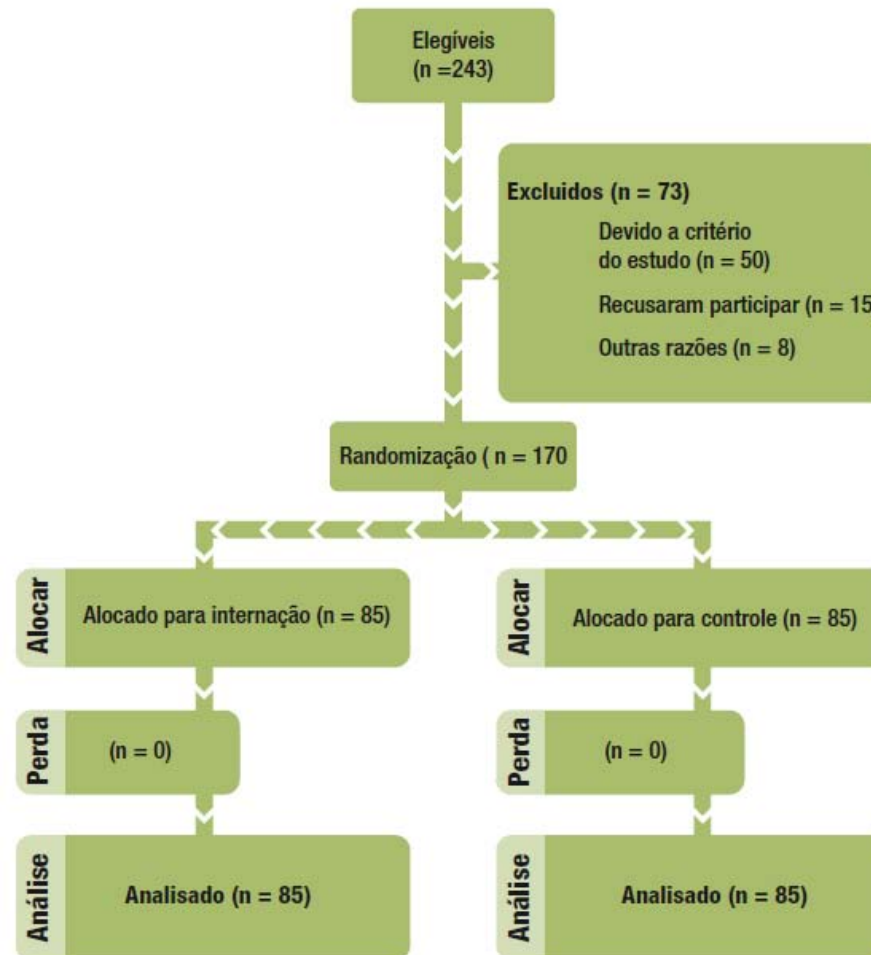 Elegíveis
(n =243)
Excluidos (n = 73)
Devido a critério
do estudo (n = 50)
Recusaram participar (n = 15
Outras razões (n = 8)
Randomização ( n = 170
Alocar
Alocado para internação (n = 85)
Alocar
Alocado para controle (n = 85)
Perda
(n = 0)
Perda
(n = 0)
Análise
Analisado (n = 85)
Análise
Analisado (n = 85)